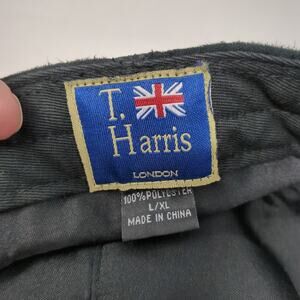 T.
Harris
LONDON
100% POLYESTER
L/XL
MADE IN CHINA